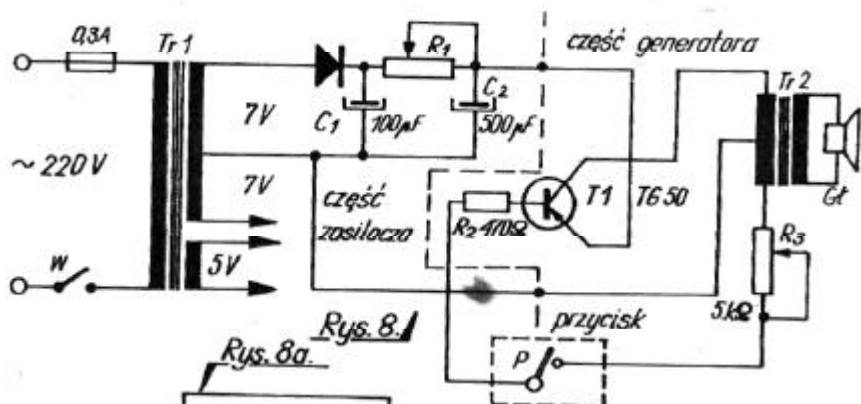 0,3A
Tr 1
R1
część generatora
Tr 2
7V
C1
100µF
C2
500µF
~ 220 V
7V
część
zasilacza
R2 470Ω
T1
TG 50
Gł
W
5V
R3
5kΩ
Rys. 8.
przycisk
Rys. 8a.
P